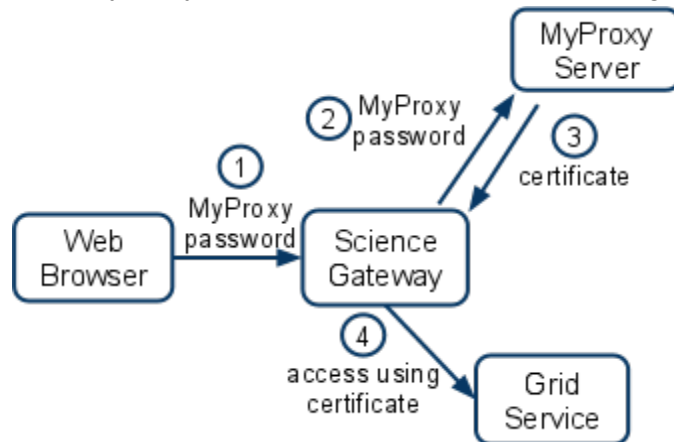 MyProxy
Server
2
MyProxy
password
3
certificate
1
MyProxy
password
Web
Browser
Science
Gateway
4
access using
certificate
Grid
Service